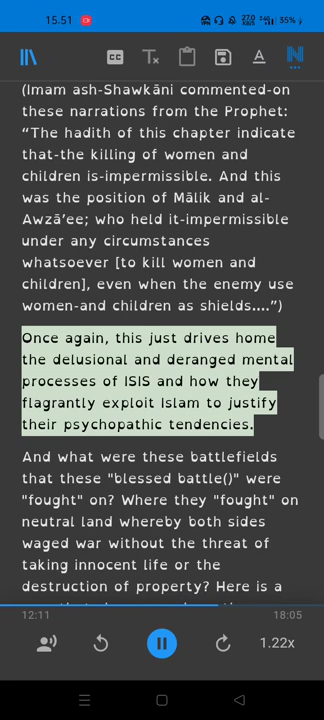 15.51
27.0
KB/S
35%
CC
T
A
N
(Imam ash-Shawkāni commented-on
these narrations from the Prophet:
“The hadith of this chapter indicate
that-the killing of women and
children is-impermissible. And this
was the position of Mālik and al-
Awzā’ee; who held it-impermissible
under any circumstances
whatsoever [to kill women and
children], even when the enemy use
women-and children as shields....”)
Once again, this just drives home
the delusional and deranged mental
processes of ISIS and how they
flagrantly exploit Islam to justify
their psychopathic tendencies.
And what were these battlefields
that these "blessed battle()" were
"fought" on? Where they "fought" on
neutral land whereby both sides
waged war without the threat of
taking innocent life or the
destruction of property? Here is a
12:11
18:05
1.22x